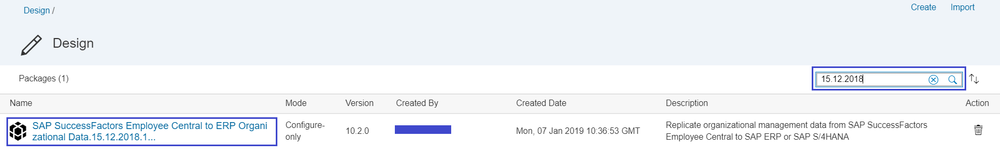 Design /
Create Import
Design
Packages (1)
15.12.2018
Name Mode Version Created By Created Date Description Action
SAP SuccessFactors Employee Central to ERP Organi
zational Data.15.12.2018.1...
Configure-
only
10.2.0
Mon, 07 Jan 2019 10:36:53 GMT
Replicate organizational management data from SAP SuccessFactors
Employee Central to SAP ERP or SAP S/4HANA